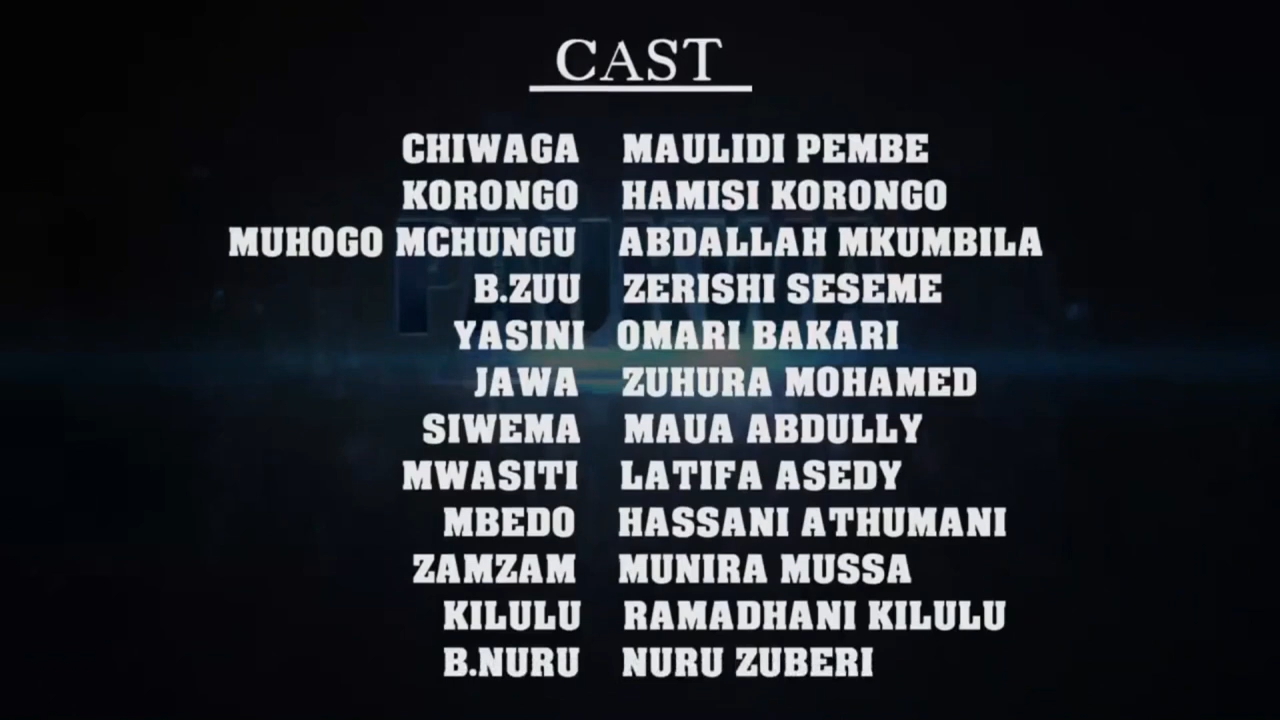 CAST
CHIWAGA MAULIDI PEMBE
KORONGO HAMISI KORONGO
MUHOGO MCHUNGU ABDALLAH MKUMBILA
B.ZUU ZERISHI SESEME
YASINI OMARI BAKARI
JAWA ZUHURA MOHAMED
SIWEMA MAUA ABDULLY
MWASITI LATIFA ASEDY
MBEDO HASSANI ATHUMANI
ZAMZAM MUNIRA MUSSA
KILULU RAMADHANI KILULU
B.NURU NURU ZUBERI